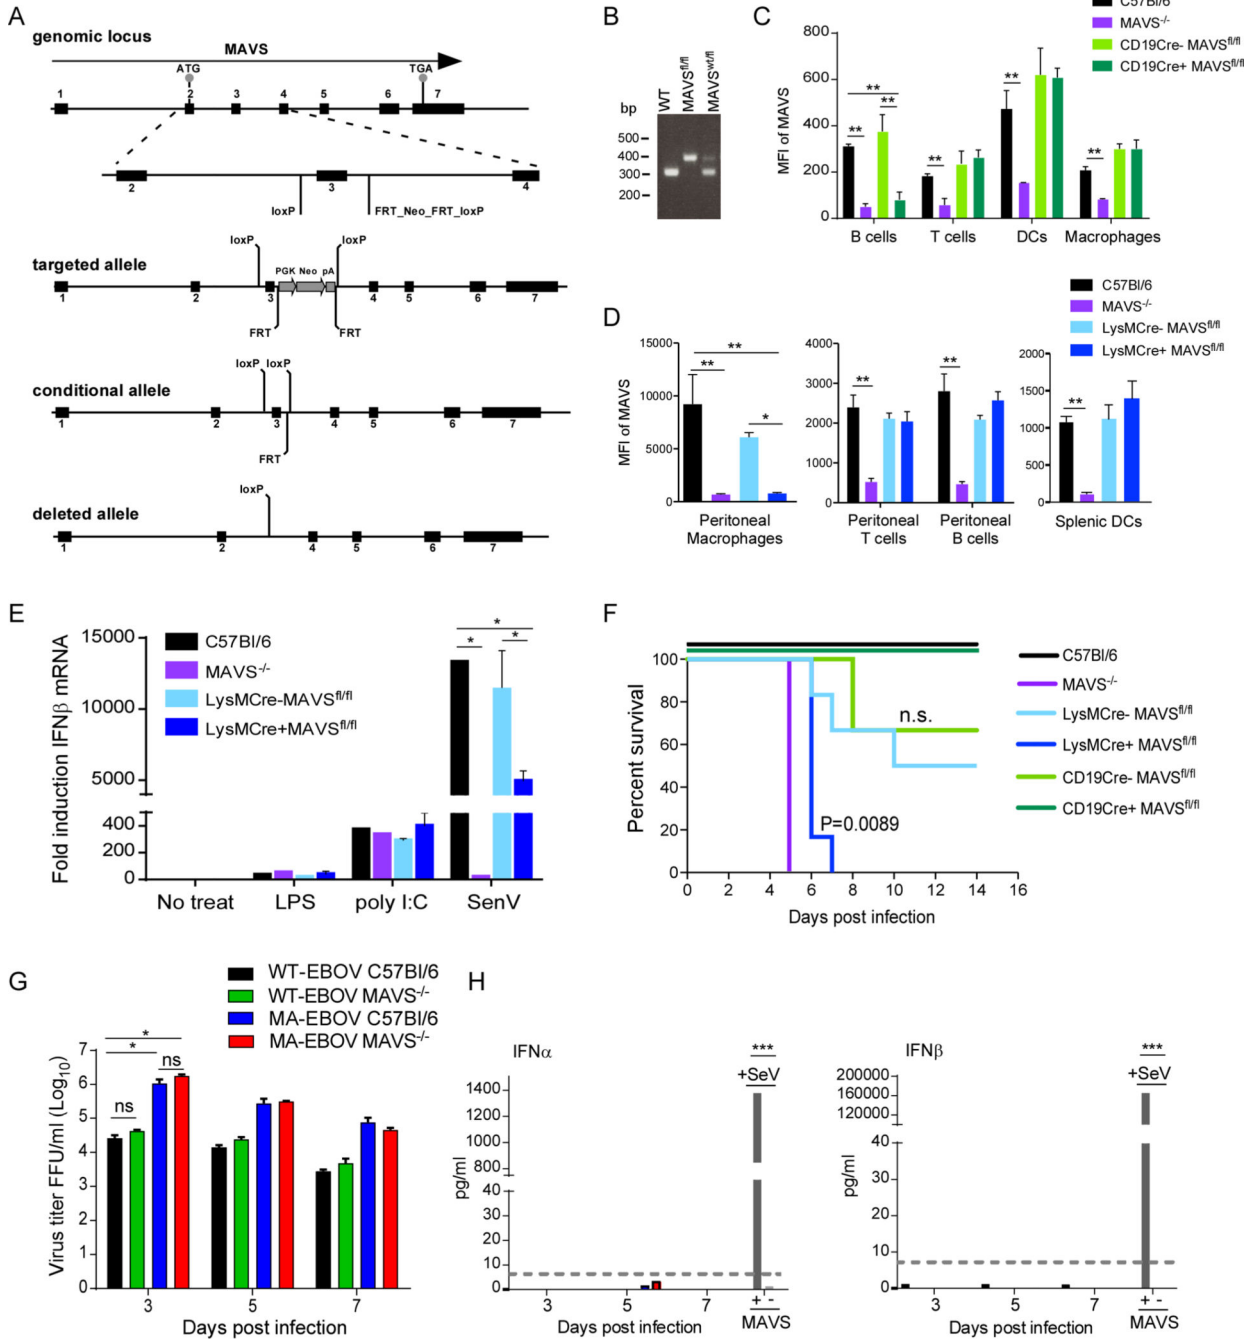 A
genomic locus
MAVS
ATG
TGA
1 2 3 4 5 6 7
2 3 4
loxP
FRT_Neo_FRT_loxP
targeted allele
loxP
loxP
PGK Neo pA
1 2 3 4 5 6 7
FRT
FRT
conditional allele
loxP loxP
1 2 3 4 5 6 7
FRT
deleted allele
loxP
1 2 4 5 6 7
B
bp
WT
MAVSfl/fl
MAVSwt/fl
500
400
300
200
C
C57Bl/6
MAVS-/-
CD19Cre- MAVSfl/fl
CD19Cre+ MAVSfl/fl
MFI of MAVS
800
600
400
200
0
** ** ** ** ** **
B cells T cells DCs Macrophages
D
C57Bl/6
MAVS-/-
LysMCre- MAVSfl/fl
LysMCre+ MAVSfl/fl
MFI of MAVS
15000
10000
5000
0
** ** *
Peritoneal
Macrophages
4000
3000
2000
1000
0
** **
Peritoneal
T cells
Peritoneal
B cells
2000
1500
1000
500
0
**
Splenic DCs
E
Fold induction IFNβ mRNA
15000
10000
5000
400
200
0
C57Bl/6
MAVS-/-
LysMCre-MAVSfl/fl
LysMCre+MAVSfl/fl
* * *
No treat LPS poly I:C SenV
F
Percent survival
100
80
60
40
20
0
n.s.
P=0.0089
0 2 4 6 8 10 12 14 16
Days post infection
C57Bl/6
MAVS-/-
LysMCre- MAVSfl/fl
LysMCre+ MAVSfl/fl
CD19Cre- MAVSfl/fl
CD19Cre+ MAVSfl/fl
G
WT-EBOV C57Bl/6
WT-EBOV MAVS-/-
MA-EBOV C57Bl/6
MA-EBOV MAVS-/-
Virus titer FFU/ml (Log10)
7
6
5
4
3
2
1
0
*
*
ns
ns
3 5 7
Days post infection
H
IFNα
***
+SeV
pg/ml
1400
1200
1000
800
40
30
20
10
0
3 5 7 + -
Days post infection MAVS
IFNβ
***
+SeV
pg/ml
200000
160000
100000
40
30
20
10
0
3 5 7 + -
Days post infection MAVS